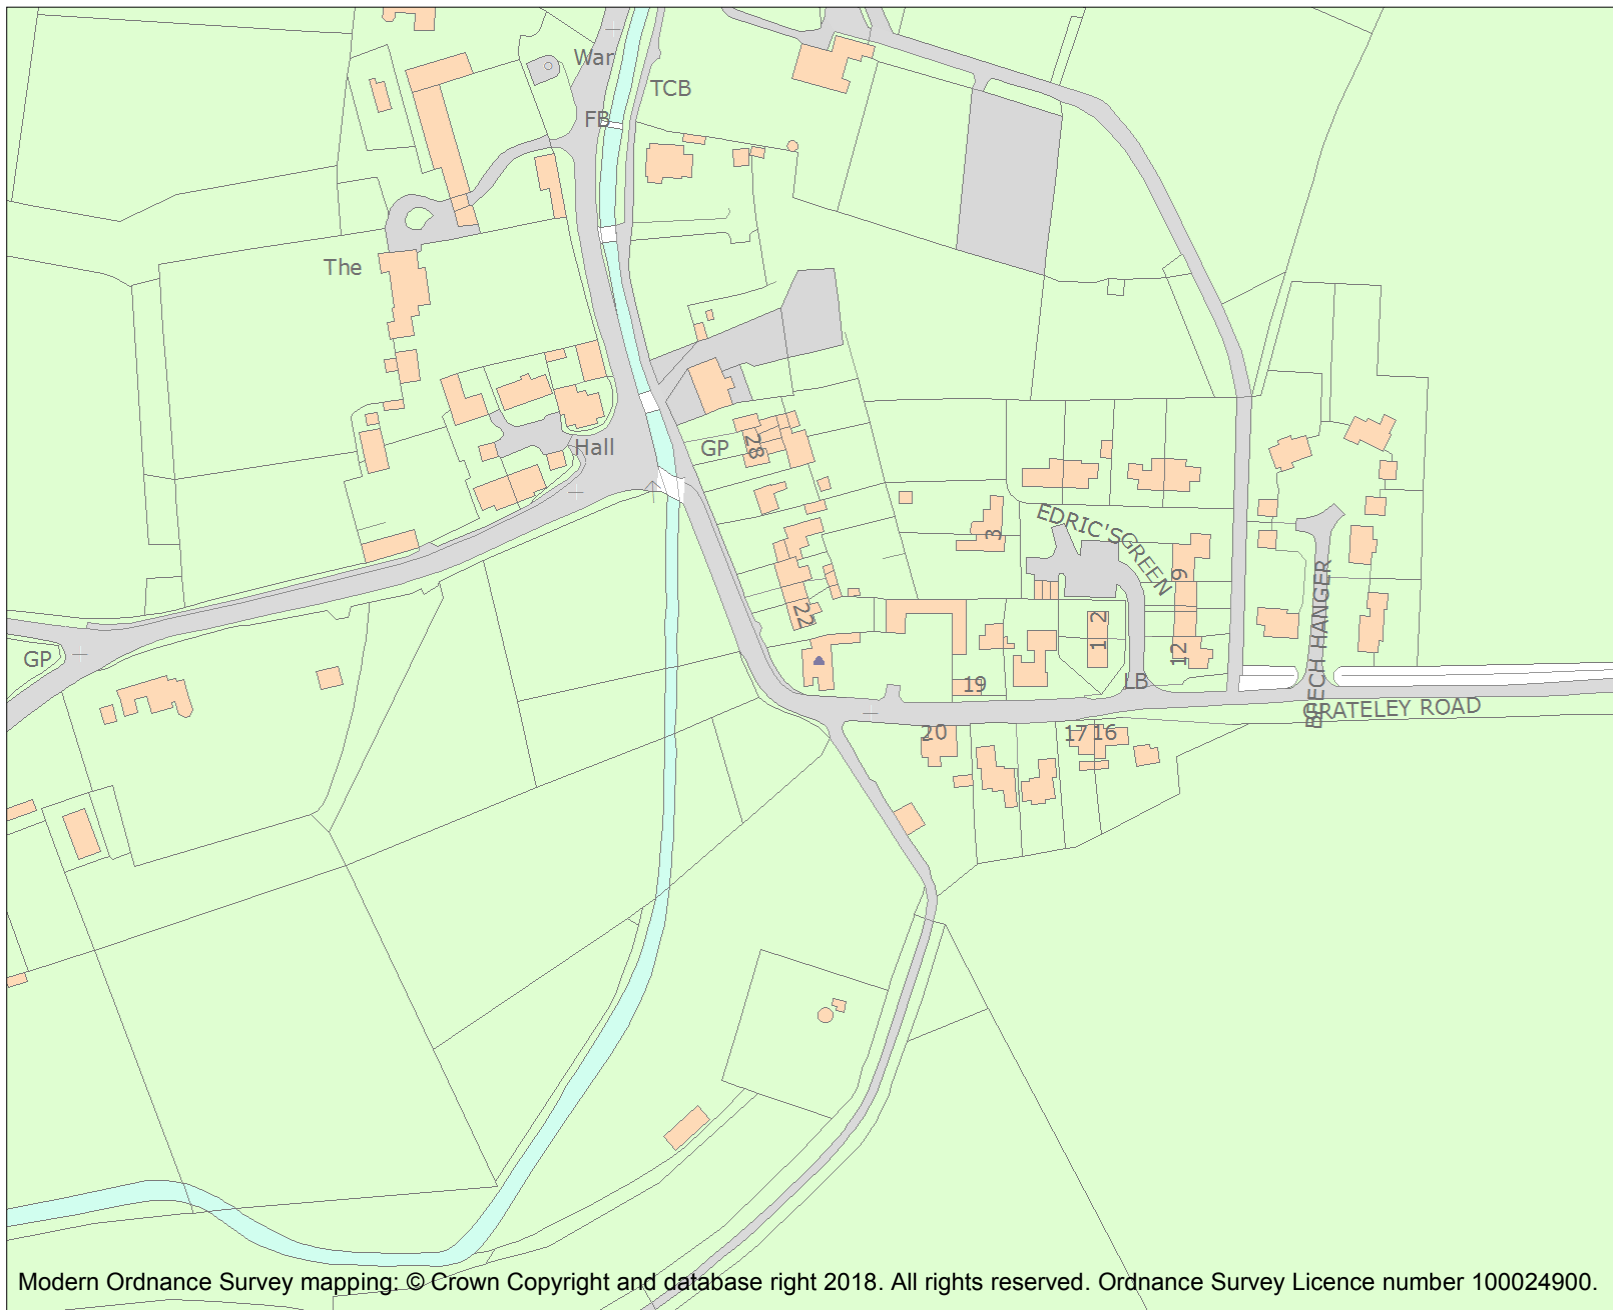 War
TCB
FB
The
Hall
GP
28
EDRIC'S GREEN
3
9
22
2
1
12
BEECH HANGER
GP
19
LB
GRATELEY ROAD
20
17
16
Modern Ordnance Survey mapping: © Crown Copyright and database right 2018. All rights reserved. Ordnance Survey Licence number 100024900.